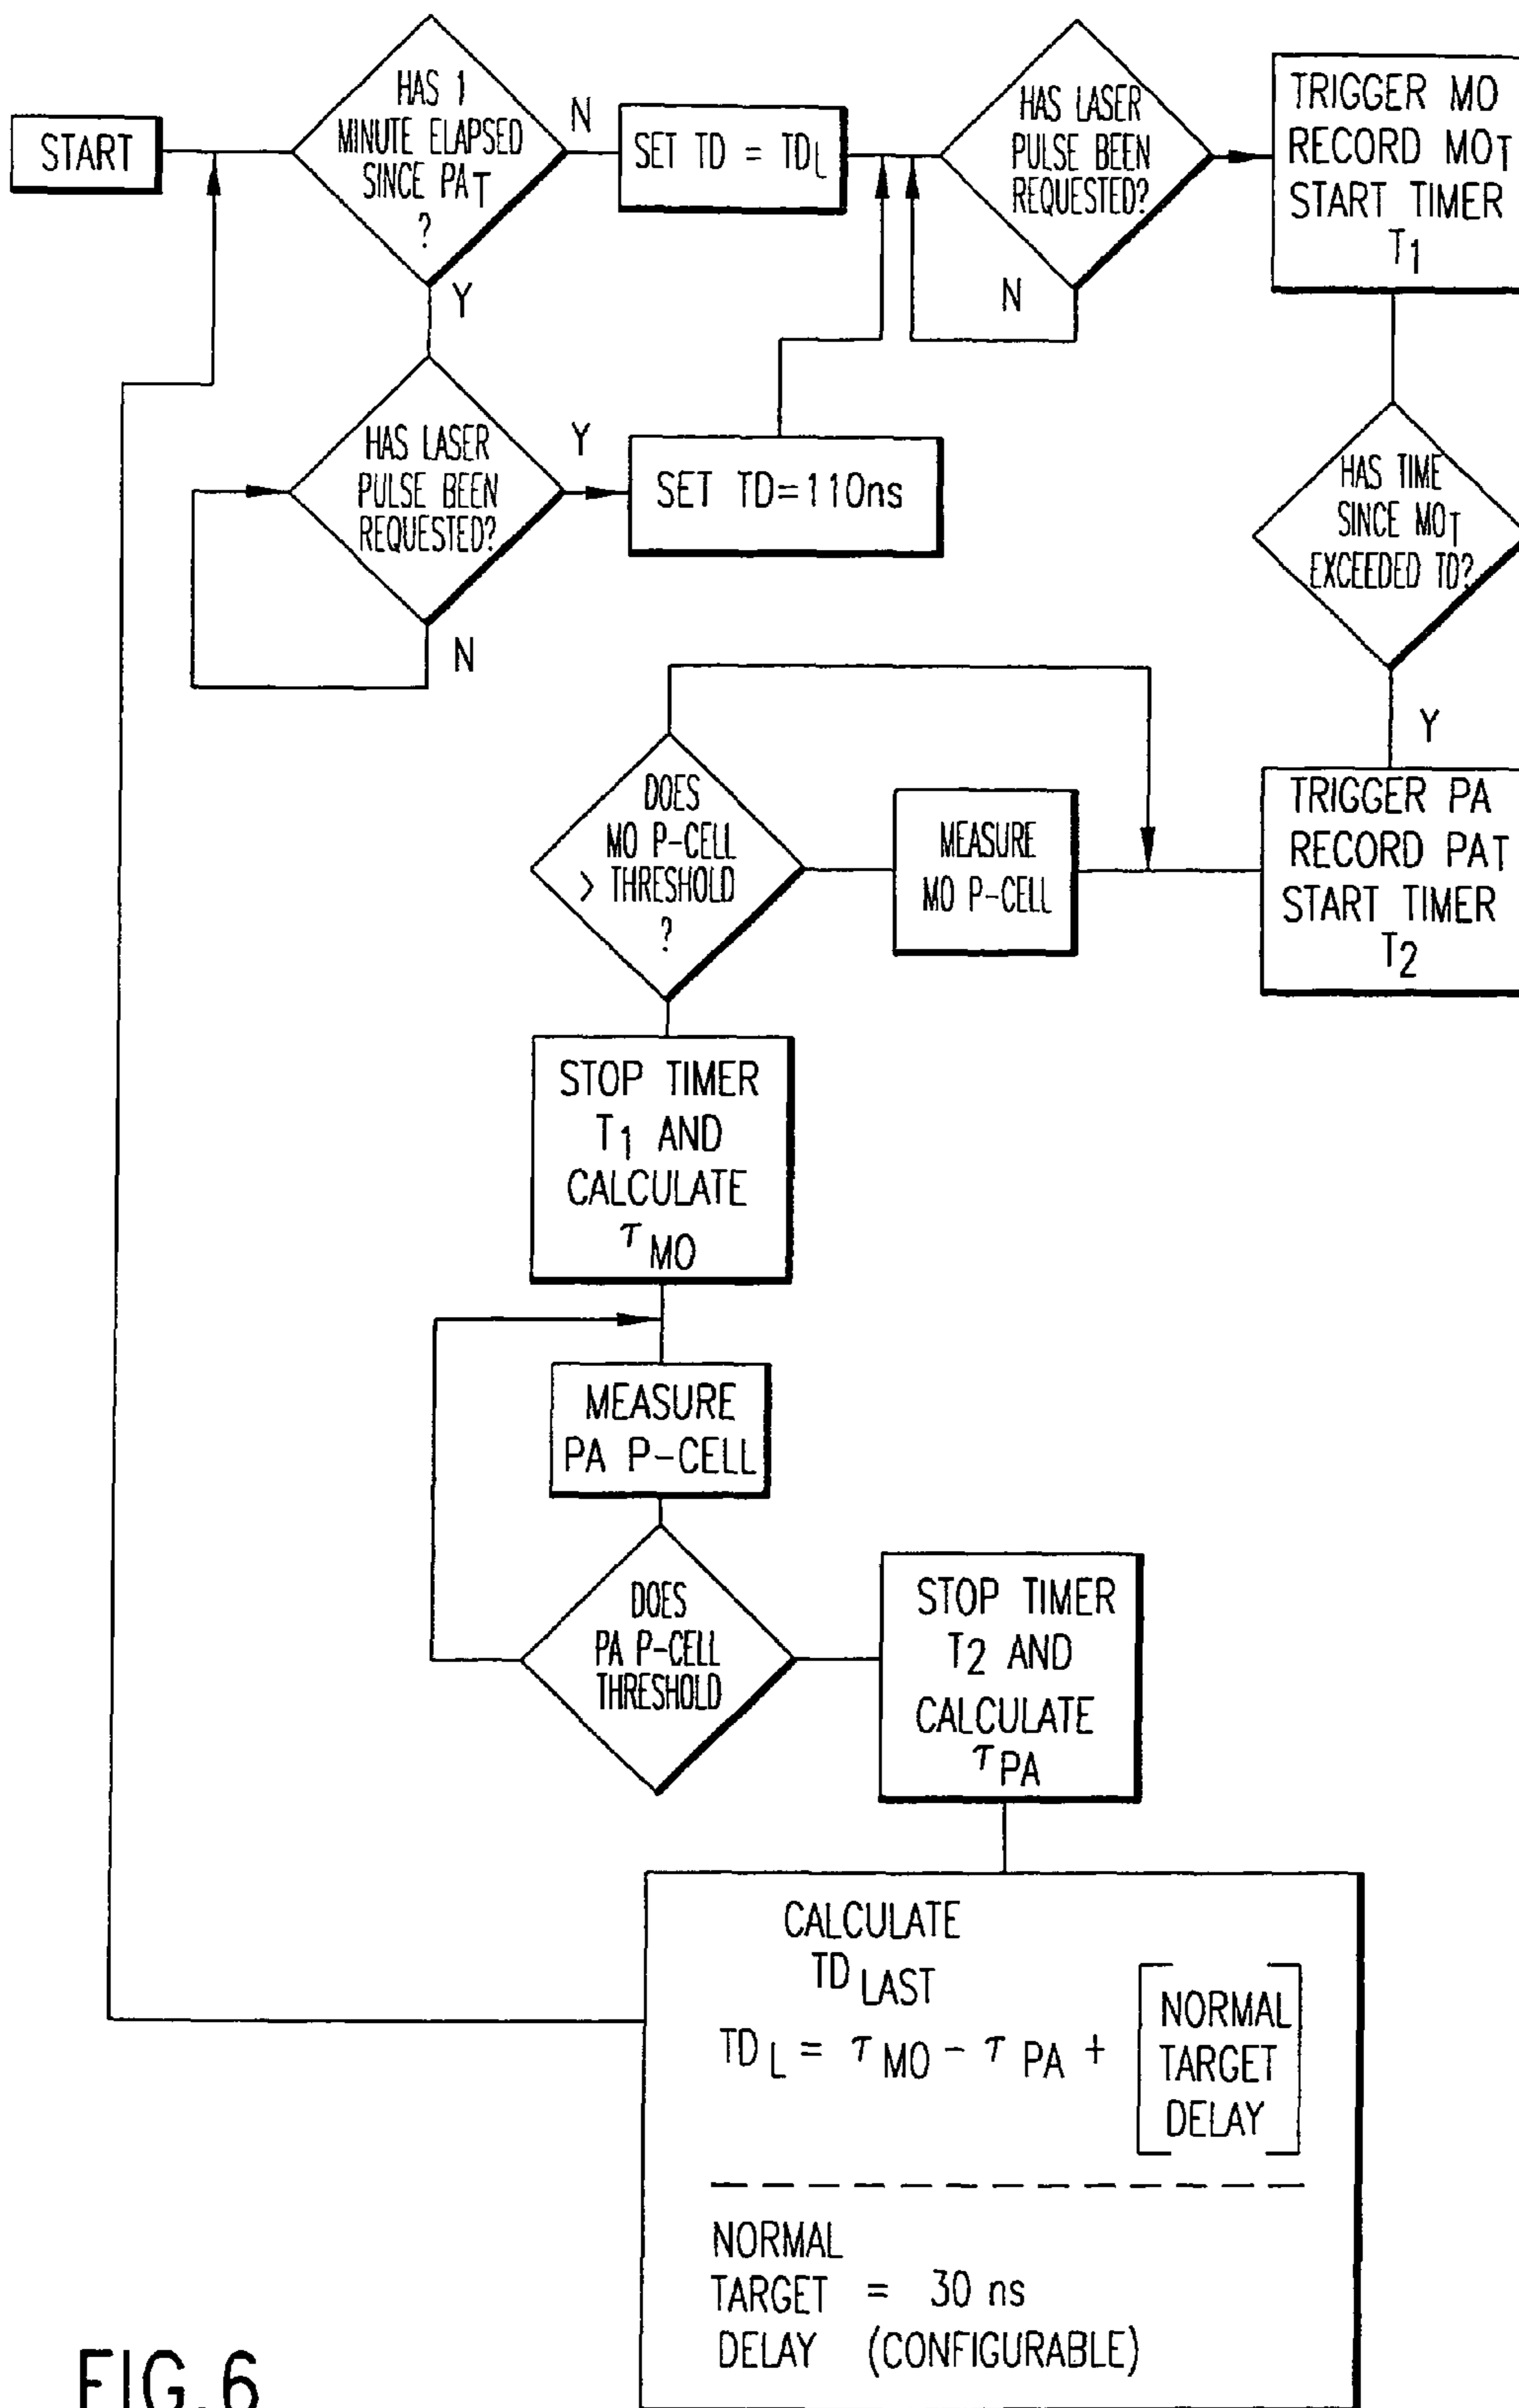 START
HAS 1
MINUTE ELAPSED
SINCE PAT
?
N
Y
SET TD = TDL
HAS LASER
PULSE BEEN
REQUESTED?
N
TRIGGER MO
RECORD MOT
START TIMER
T1
HAS LASER
PULSE BEEN
REQUESTED?
Y
N
SET TD=110ns
HAS TIME
SINCE MOT
EXCEEDED TD?
Y
TRIGGER PA
RECORD PAT
START TIMER
T2
MEASURE
MO P-CELL
DOES
MO P-CELL
> THRESHOLD
?
STOP TIMER
T1 AND
CALCULATE
τMO
MEASURE
PA P-CELL
DOES
PA P-CELL
THRESHOLD
STOP TIMER
T2 AND
CALCULATE
τPA
CALCULATE
TD LAST
TDL = τMO - τPA + [NORMAL
TARGET
DELAY]
NORMAL
TARGET = 30 ns
DELAY (CONFIGURABLE)
FIG.6